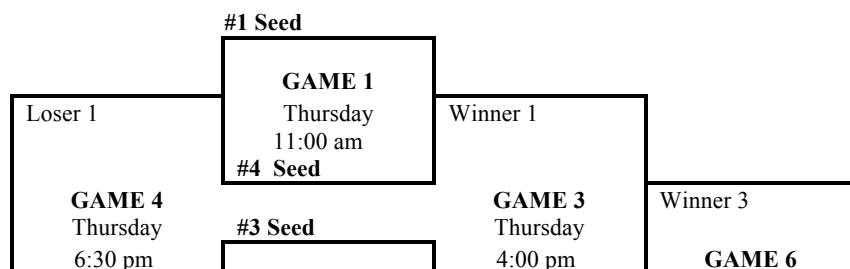 #1 Seed
GAME 1
Thursday
11:00 am
#4 Seed
Loser 1
Winner 1
GAME 4
Thursday
6:30 pm
#3 Seed
GAME 3
Thursday
4:00 pm
Winner 3
GAME 6